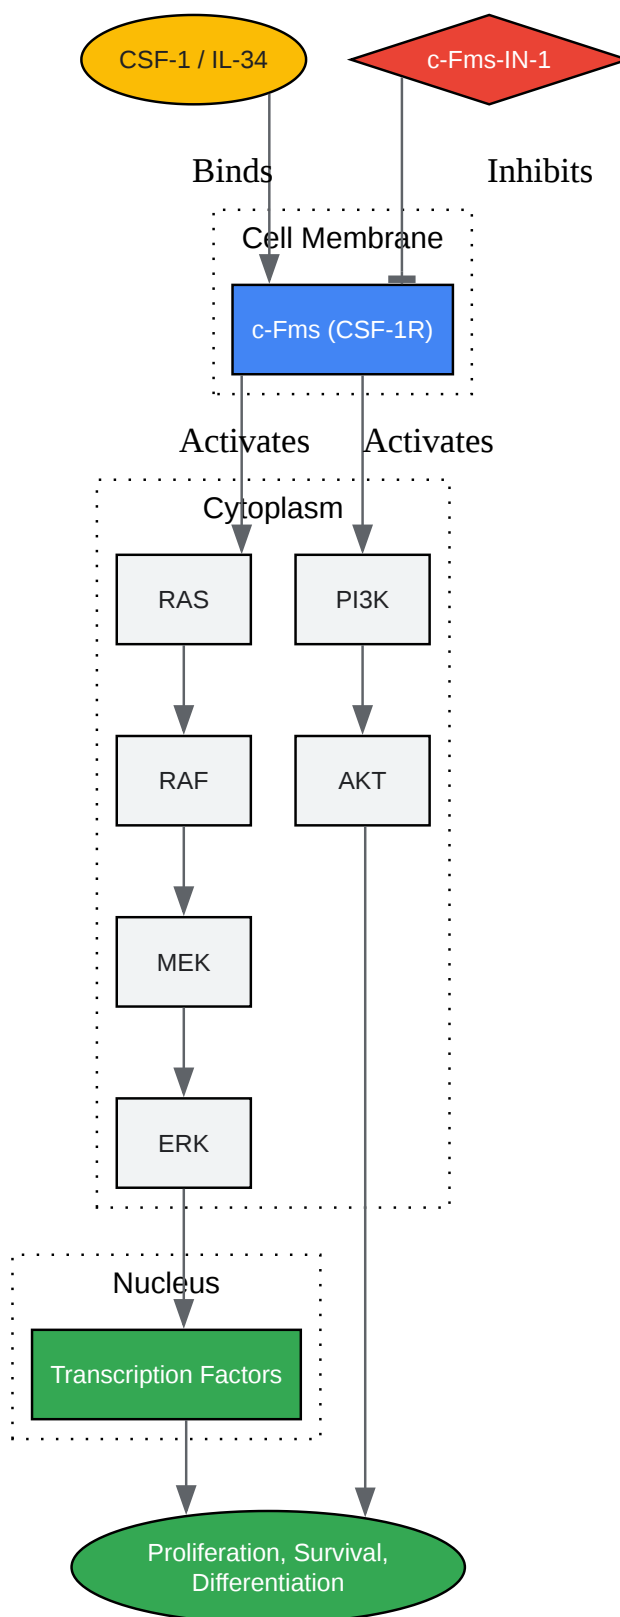 CSF-1 / IL-34
c-Fms-IN-1
Binds
Inhibits
Cell Membrane
c-Fms (CSF-1R)
Activates
Activates
Cytoplasm
RAS
PI3K
RAF
AKT
MEK
ERK
Nucleus
Transcription Factors
Proliferation, Survival,
Differentiation